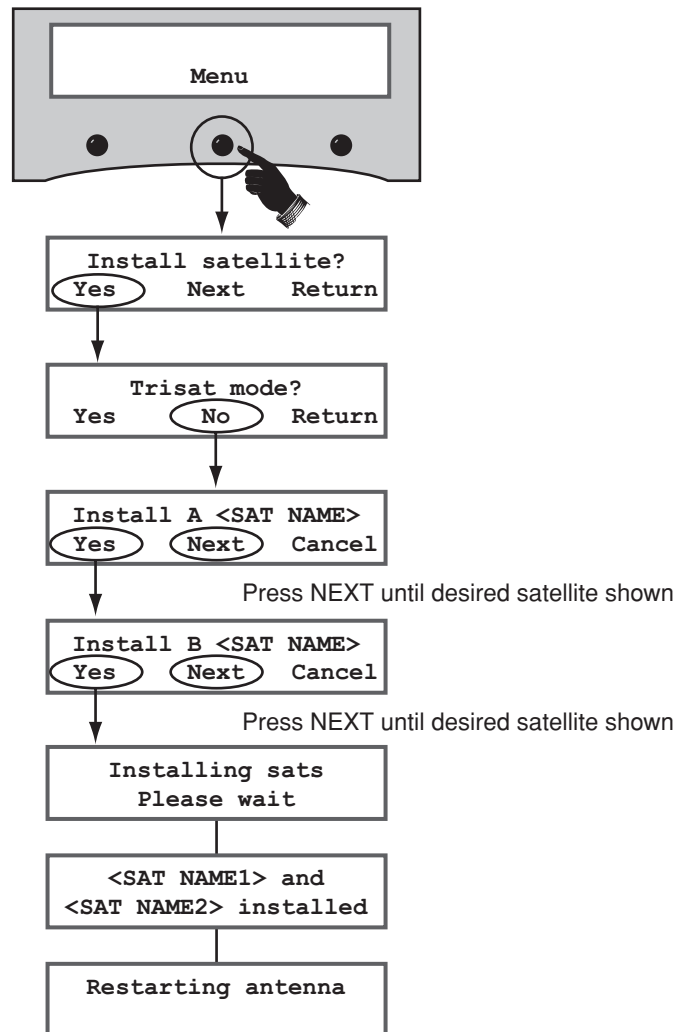 Menu
Install satellite?
Yes Next Return
Trisat mode?
Yes No Return
Install A <SAT NAME>
Yes Next Cancel
Press NEXT until desired satellite shown
Install B <SAT NAME>
Yes Next Cancel
Press NEXT until desired satellite shown
Installing sats
Please wait
<SAT NAME1> and
<SAT NAME2> installed
Restarting antenna